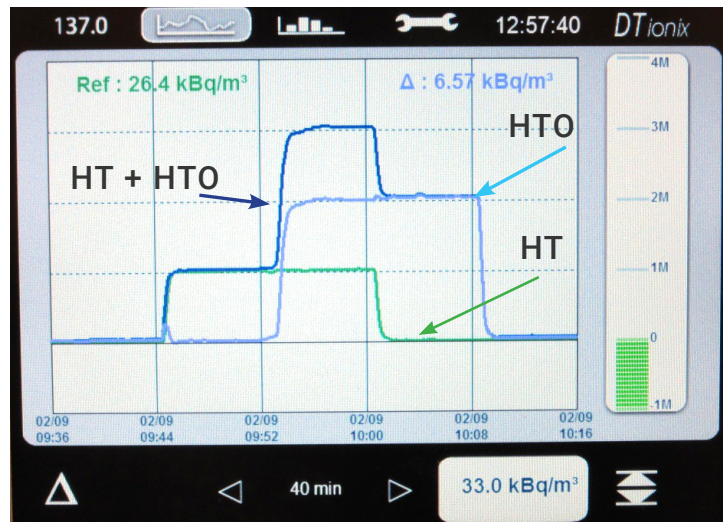 137.0
12:57:40
DTionix
Ref : 26.4 kBq/m³
Δ : 6.57 kBq/m³
4M
3M
2M
1M
0
-1M
HTO
HT + HTO
HT
02/09 02/09 02/09 02/09 02/09 02/09
09:36 09:44 09:52 10:00 10:08 10:16
Δ
40 min
33.0 kBq/m³